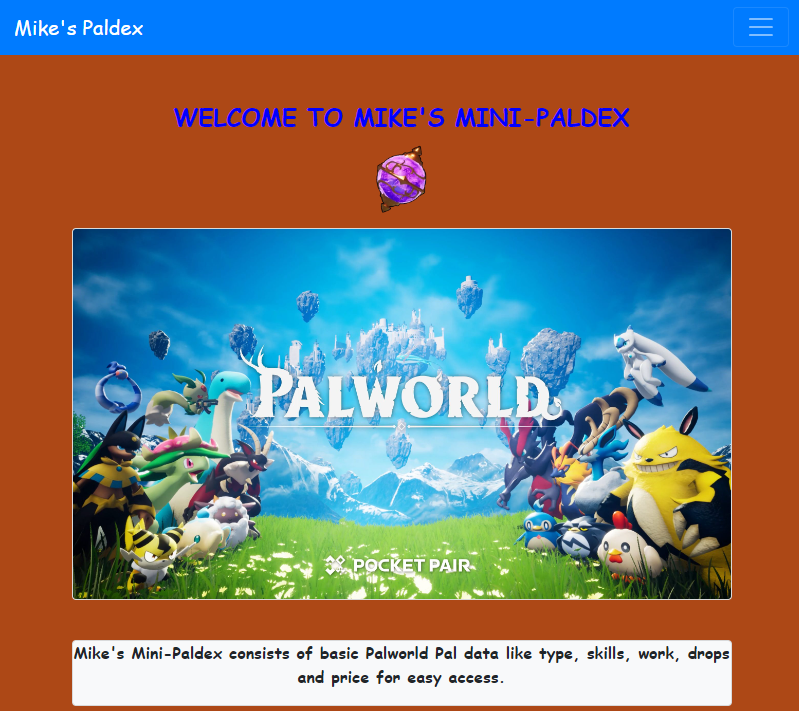 Mike's Paldex
WELCOME TO MIKE'S MINI-PALDEX
PALWORLD
POCKET PAIR
Mike's Mini-Paldex consists of basic Palworld Pal data like type, skills, work, drops
and price for easy access.